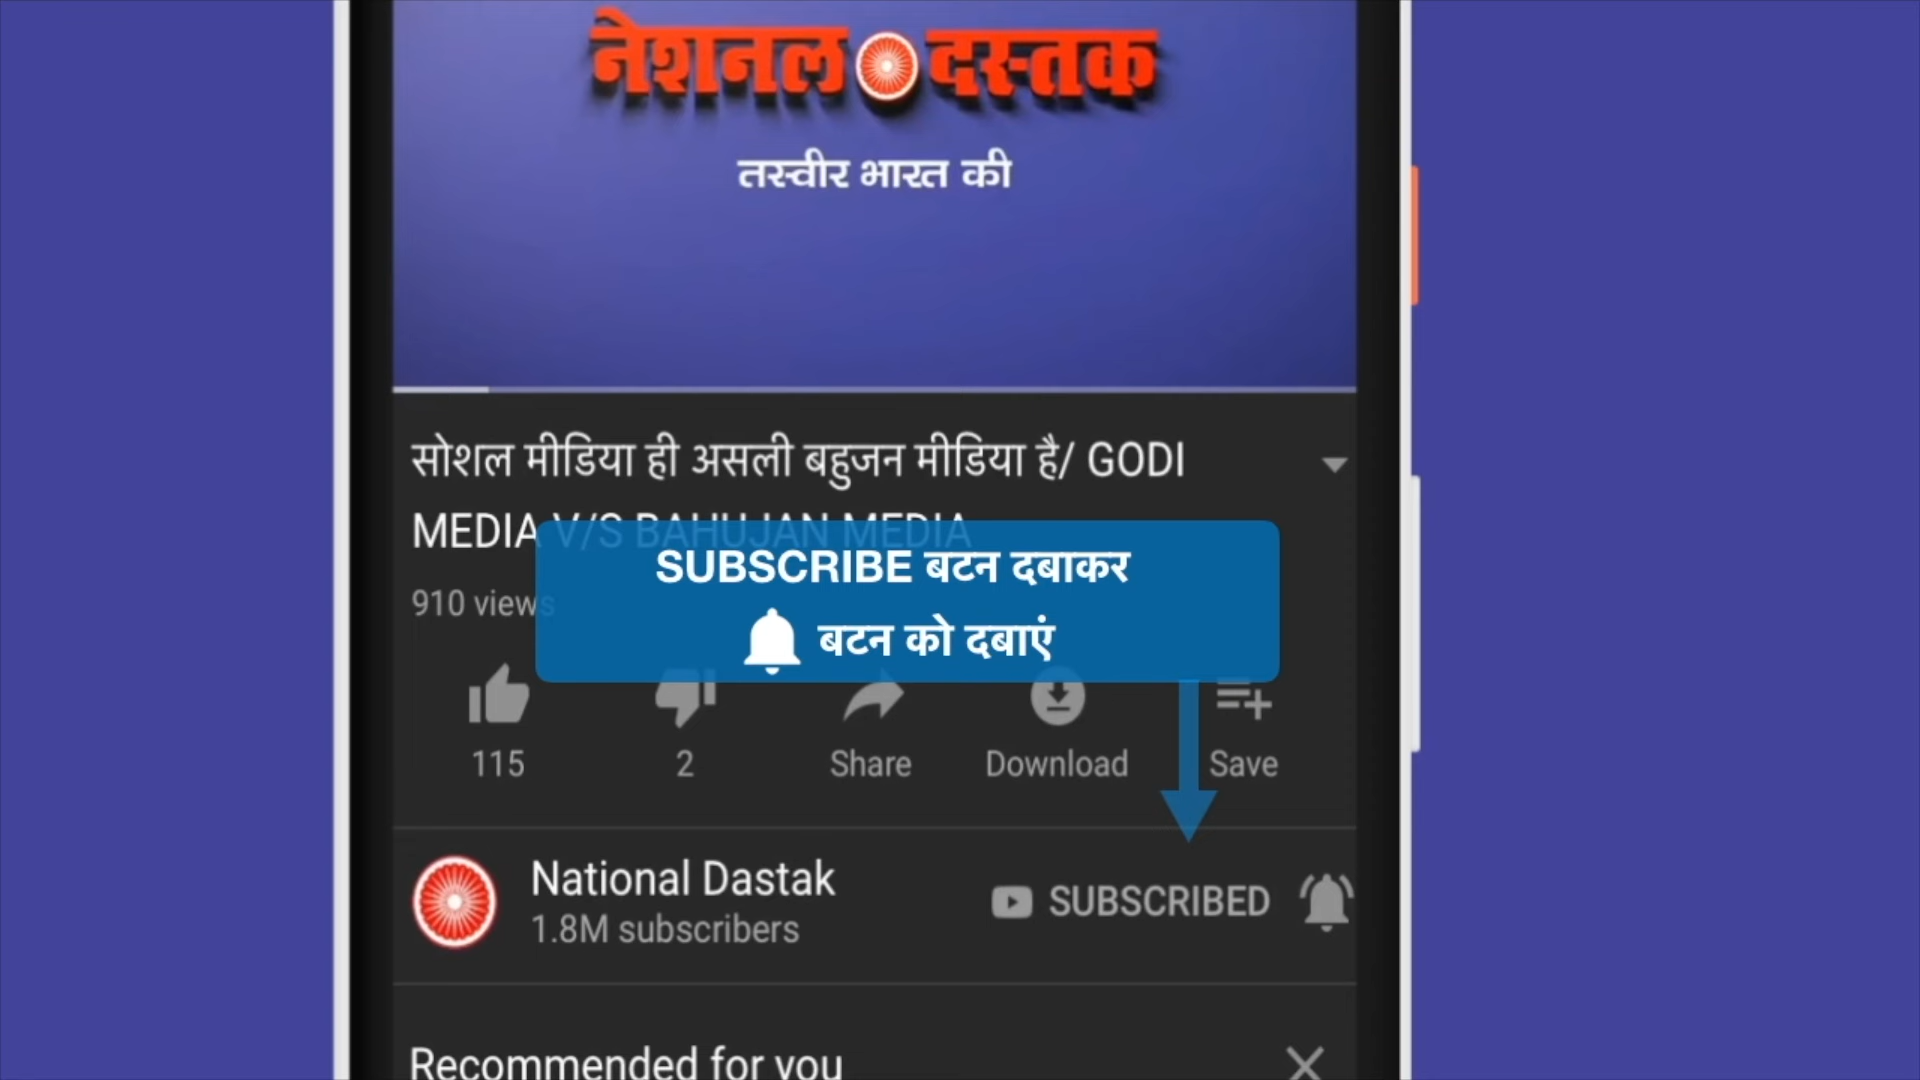 नेशनल दस्तक
तस्वीर भारत की
सोशल मीडिया ही असली बहुजन मीडिया है/ GODI
MEDIA V/S BAHUJAN MEDIA
SUBSCRIBE बटन दबाकर
बटन को दबाएं
910 views
115
2
Share
Download
Save
National Dastak
1.8M subscribers
SUBSCRIBED
Recommended for you